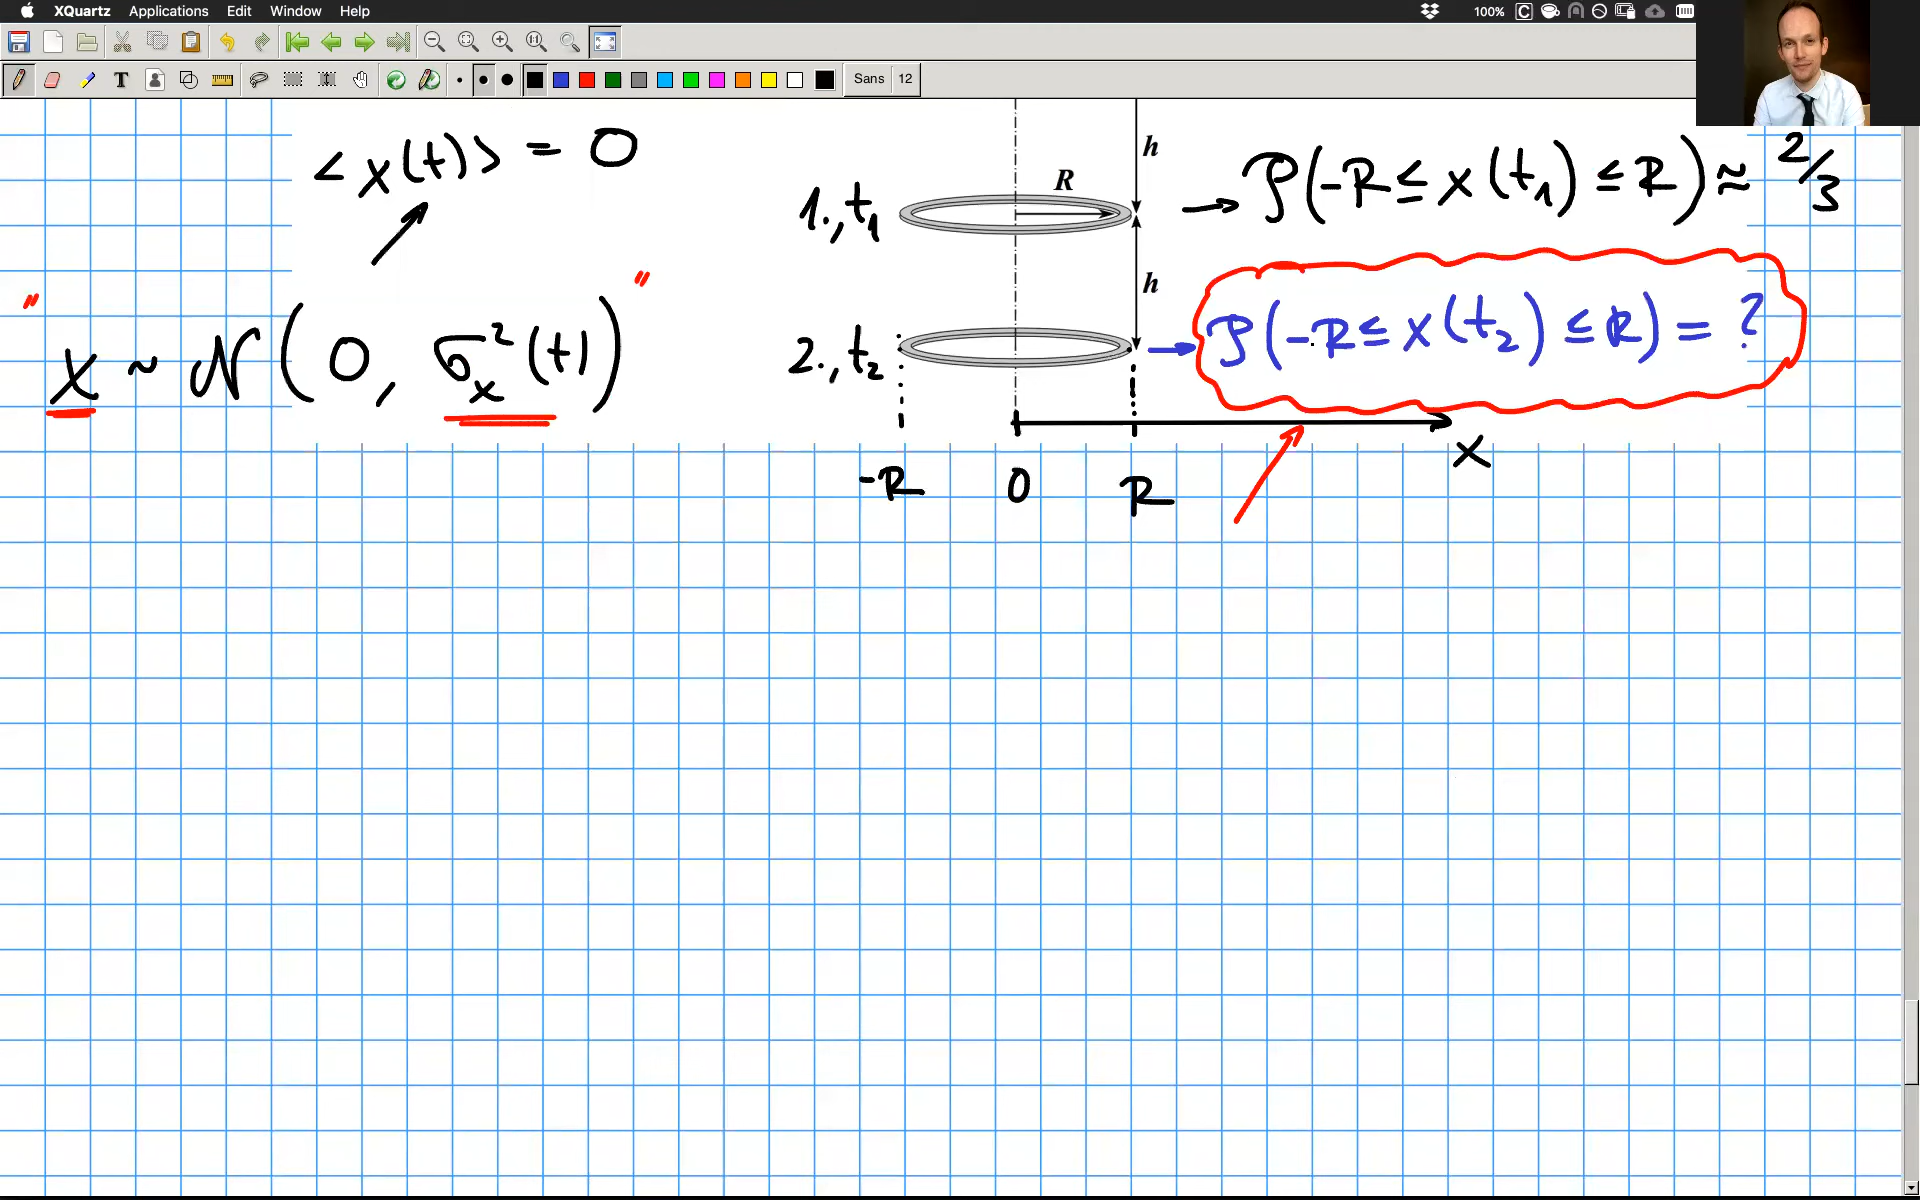 XQuartz Applications Edit Window Help
100%
Sans 12
<x(t)> = 0
R
h
1., t₁
→ P(-R ≤ x(t₁) ≤ R) ≈ 2/3
" x ~ N(0, σₓ²(t)) "
h
2., t₂
→ P(-R ≤ x(t₂) ≤ R) = ?
x
-R 0 R